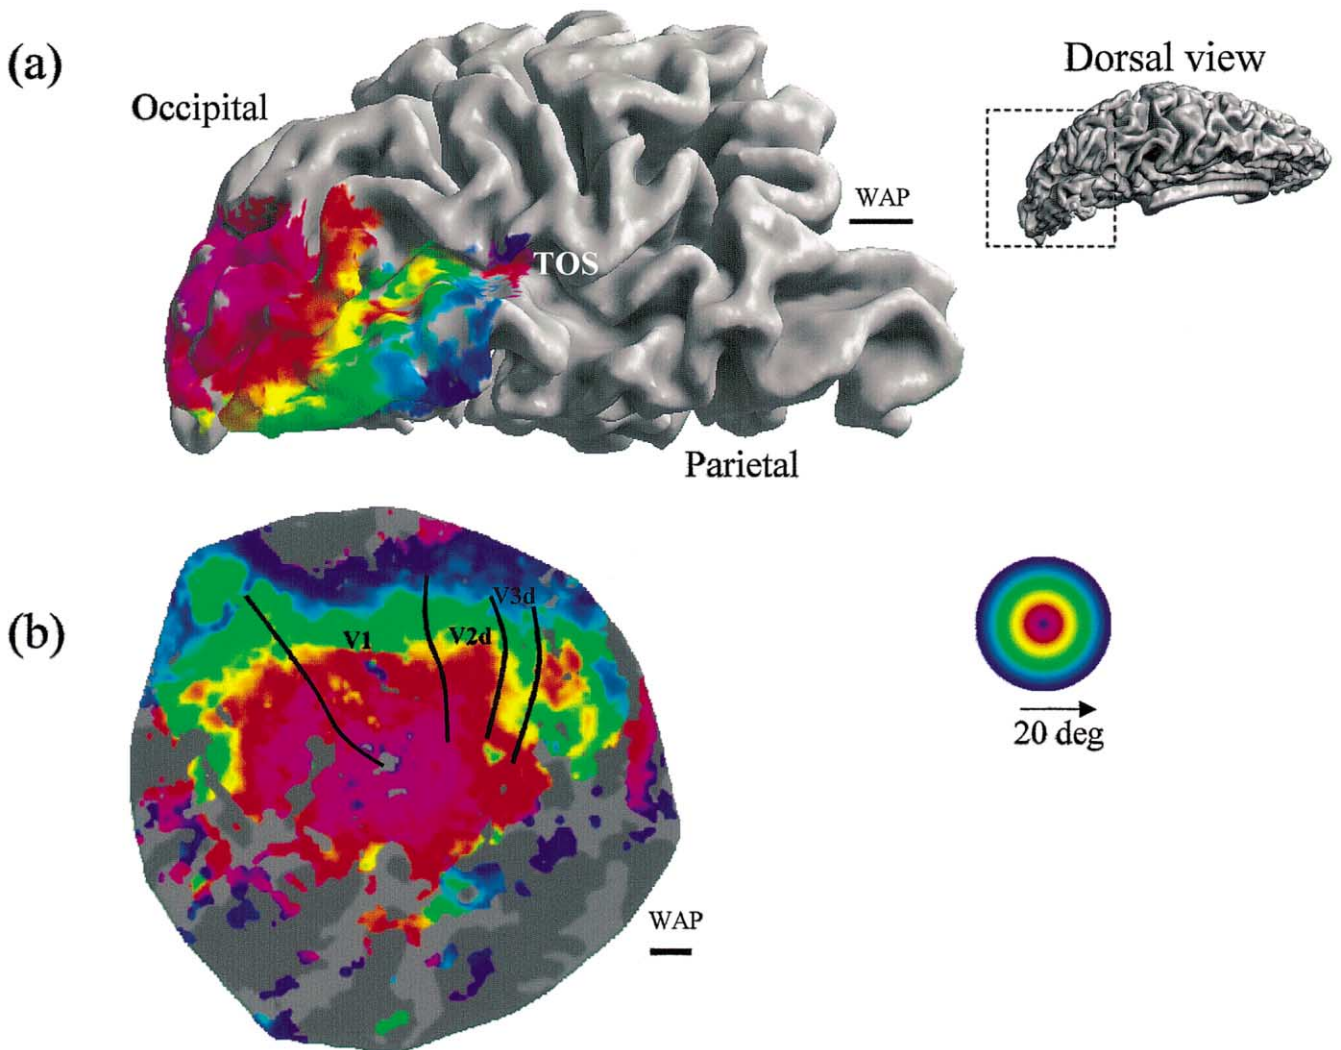 (a)
Occipital
Dorsal view
WAP
TOS
Parietal
(b)
V3d
V1
V2d
20 deg
WAP